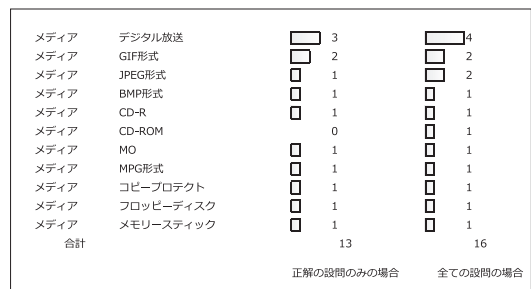 メディア デジタル放送 3 4
メディア GIF形式 2 2
メディア JPEG形式 1 2
メディア BMP形式 1 1
メディア CD-R 1 1
メディア CD-ROM 0 1
メディア MO 1 1
メディア MPG形式 1 1
メディア コピープロテクト 1 1
メディア フロッピーディスク 1 1
メディア メモリースティック 1 1
合計 13 16
正解の設問のみの場合 全ての設問の場合